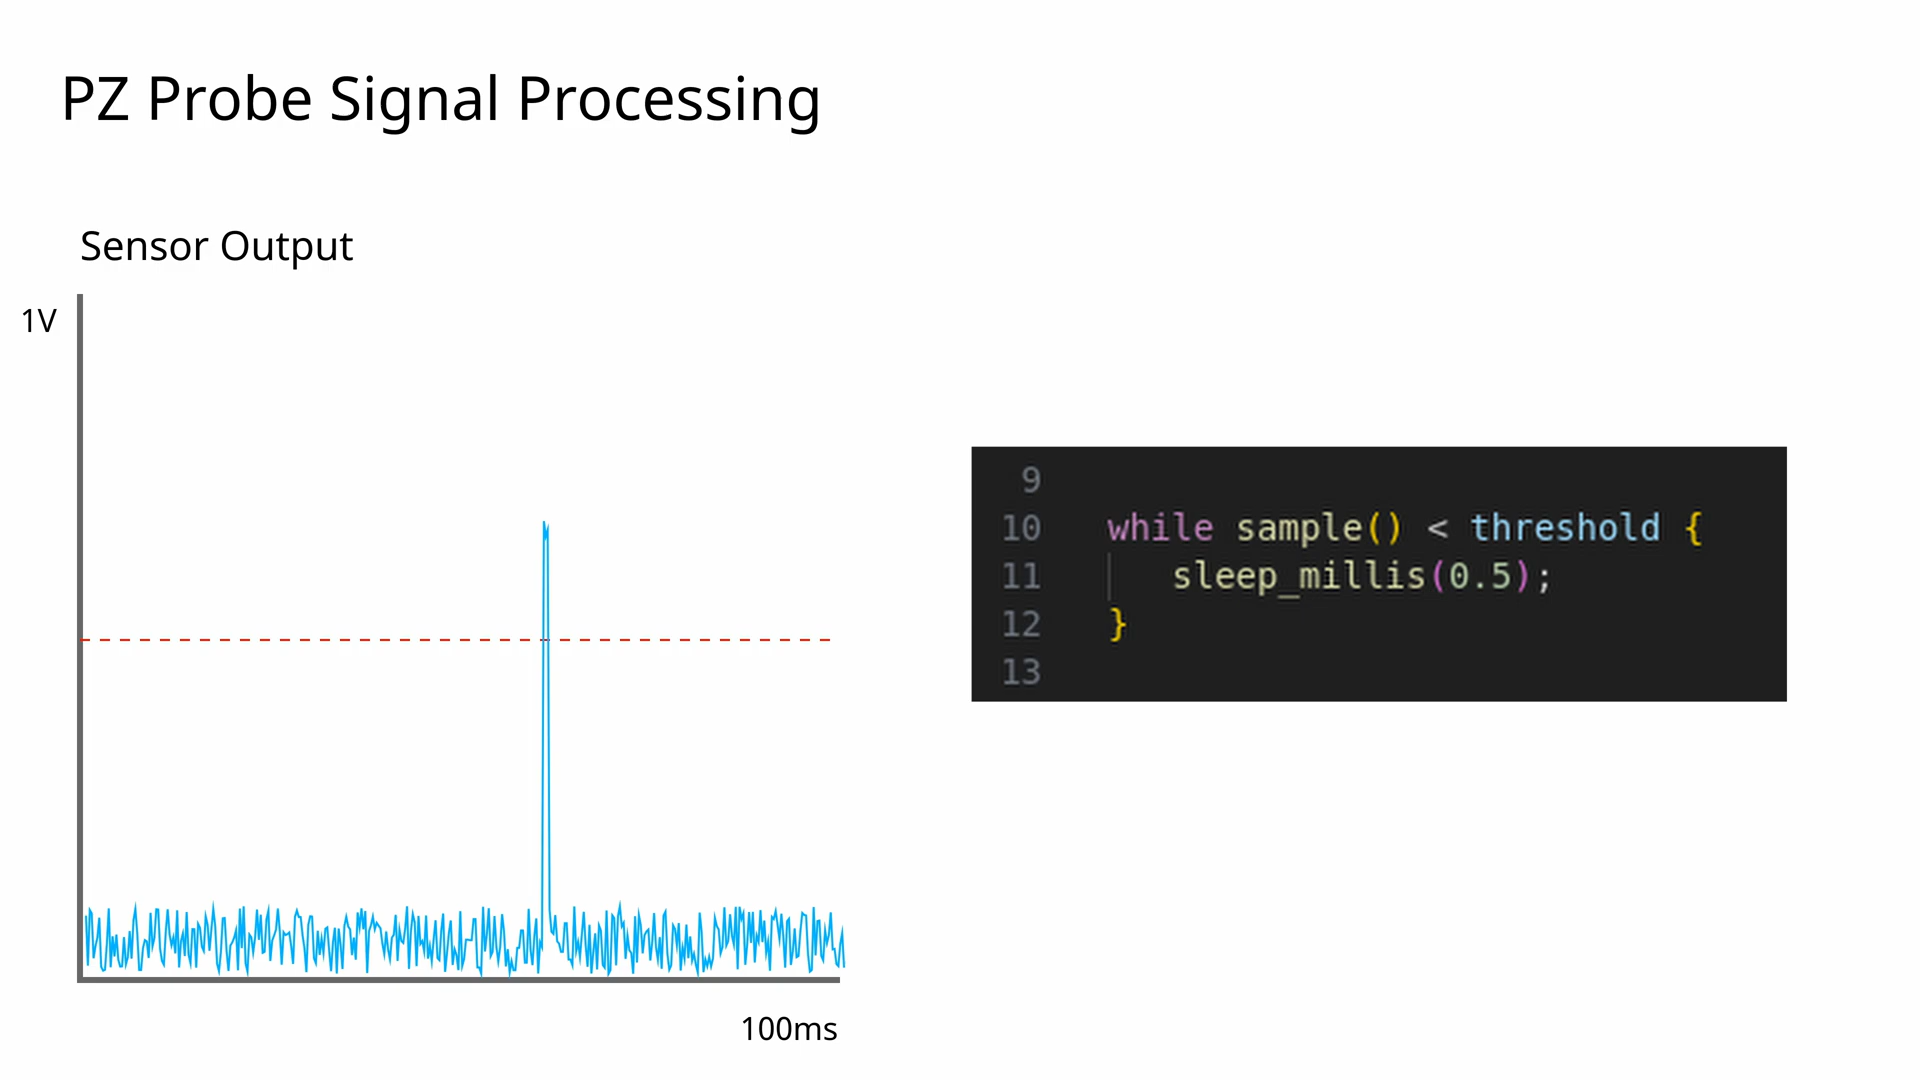 PZ Probe Signal Processing
Sensor Output
1V
100ms
9
10 while sample() < threshold {
11 sleep_millis(0.5);
12 }
13